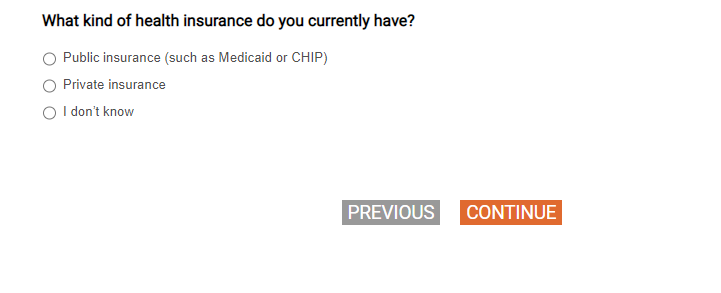 What kind of health insurance do you currently have?
Public insurance (such as Medicaid or CHIP)
Private insurance
I don't know
PREVIOUS CONTINUE